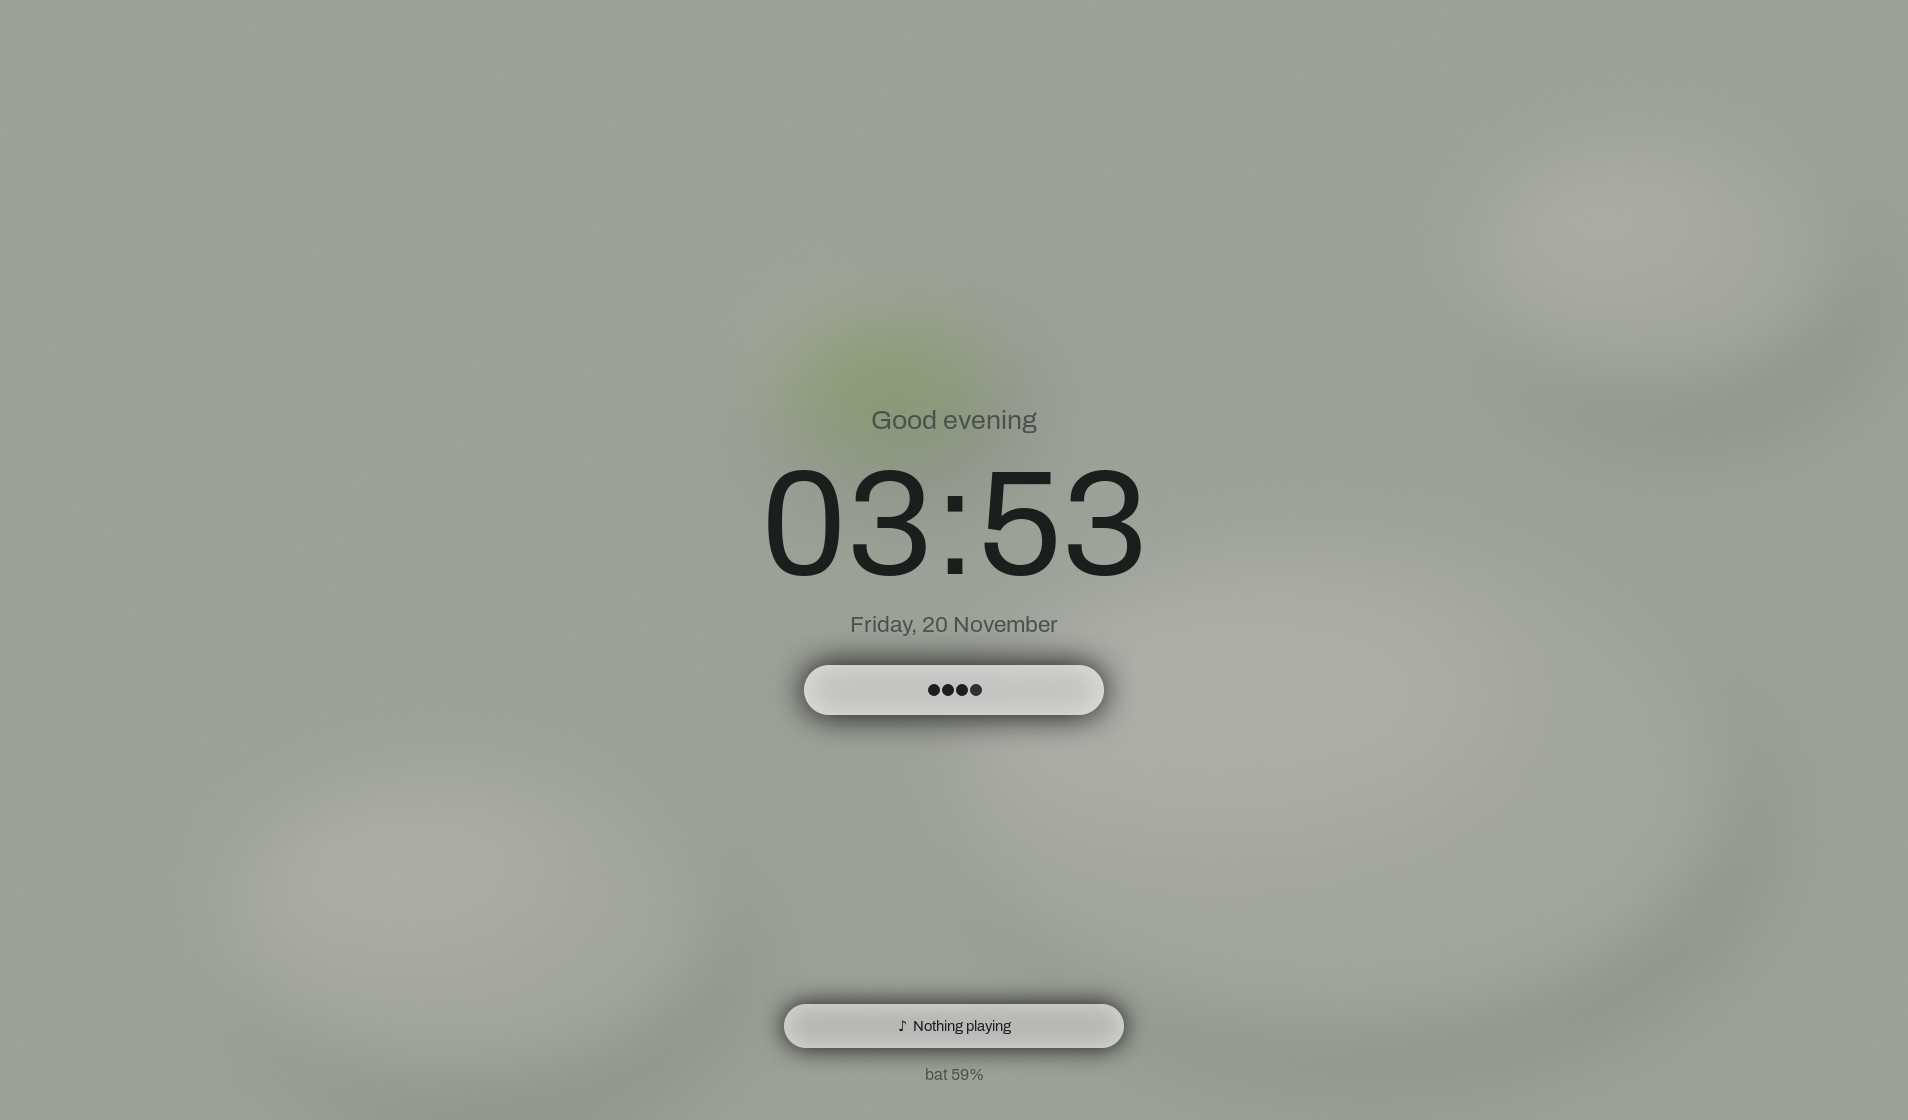 Good evening
03:53
Friday, 20 November
●●●●
♪ Nothing playing
bat 59%